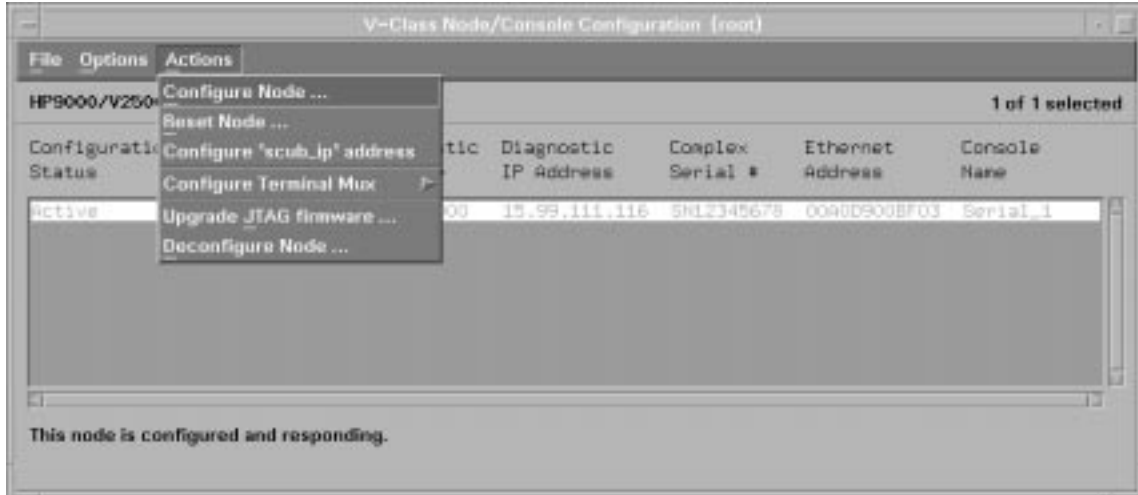 V-Class Node/Console Configuration (root)
File Options Actions
HP9000/V250
1 of 1 selected
Configure Node ...
Reset Node ...
Configure 'scub_ip' address
Configure Terminal Mux
Upgrade JTAG firmware ...
Deconfigure Node ...
Configurati tic Diagnostic Complex Ethernet Console
Status IP Address Serial # Address Name
Active 00 15.99.111.116 SN12345678 00A0D900BF03 Serial_1
This node is configured and responding.